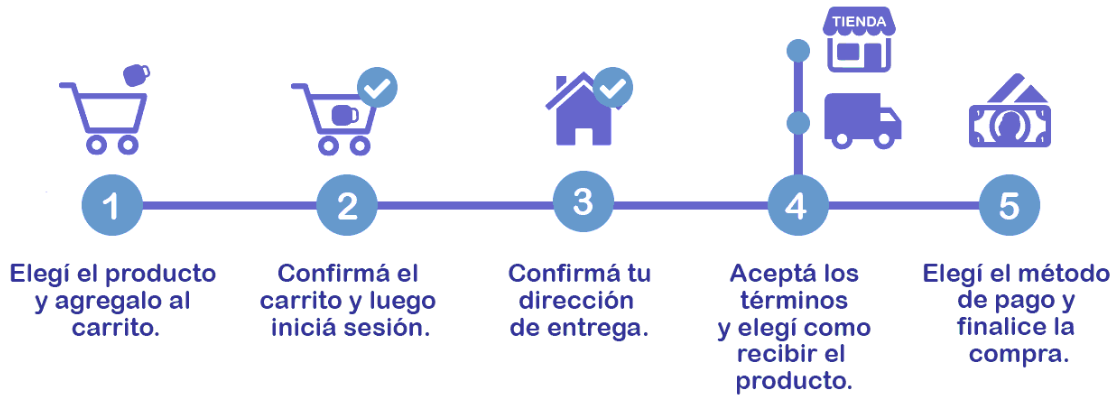 TIENDA
1
2
3
4
5
Elegí el producto
y agregalo al
carrito.
Confirmá el
carrito y luego
iniciá sesión.
Confirmá tu
dirección
de entrega.
Aceptá los
términos
y elegí como
recibir el
producto.
Elegí el método
de pago y
finalice la
compra.